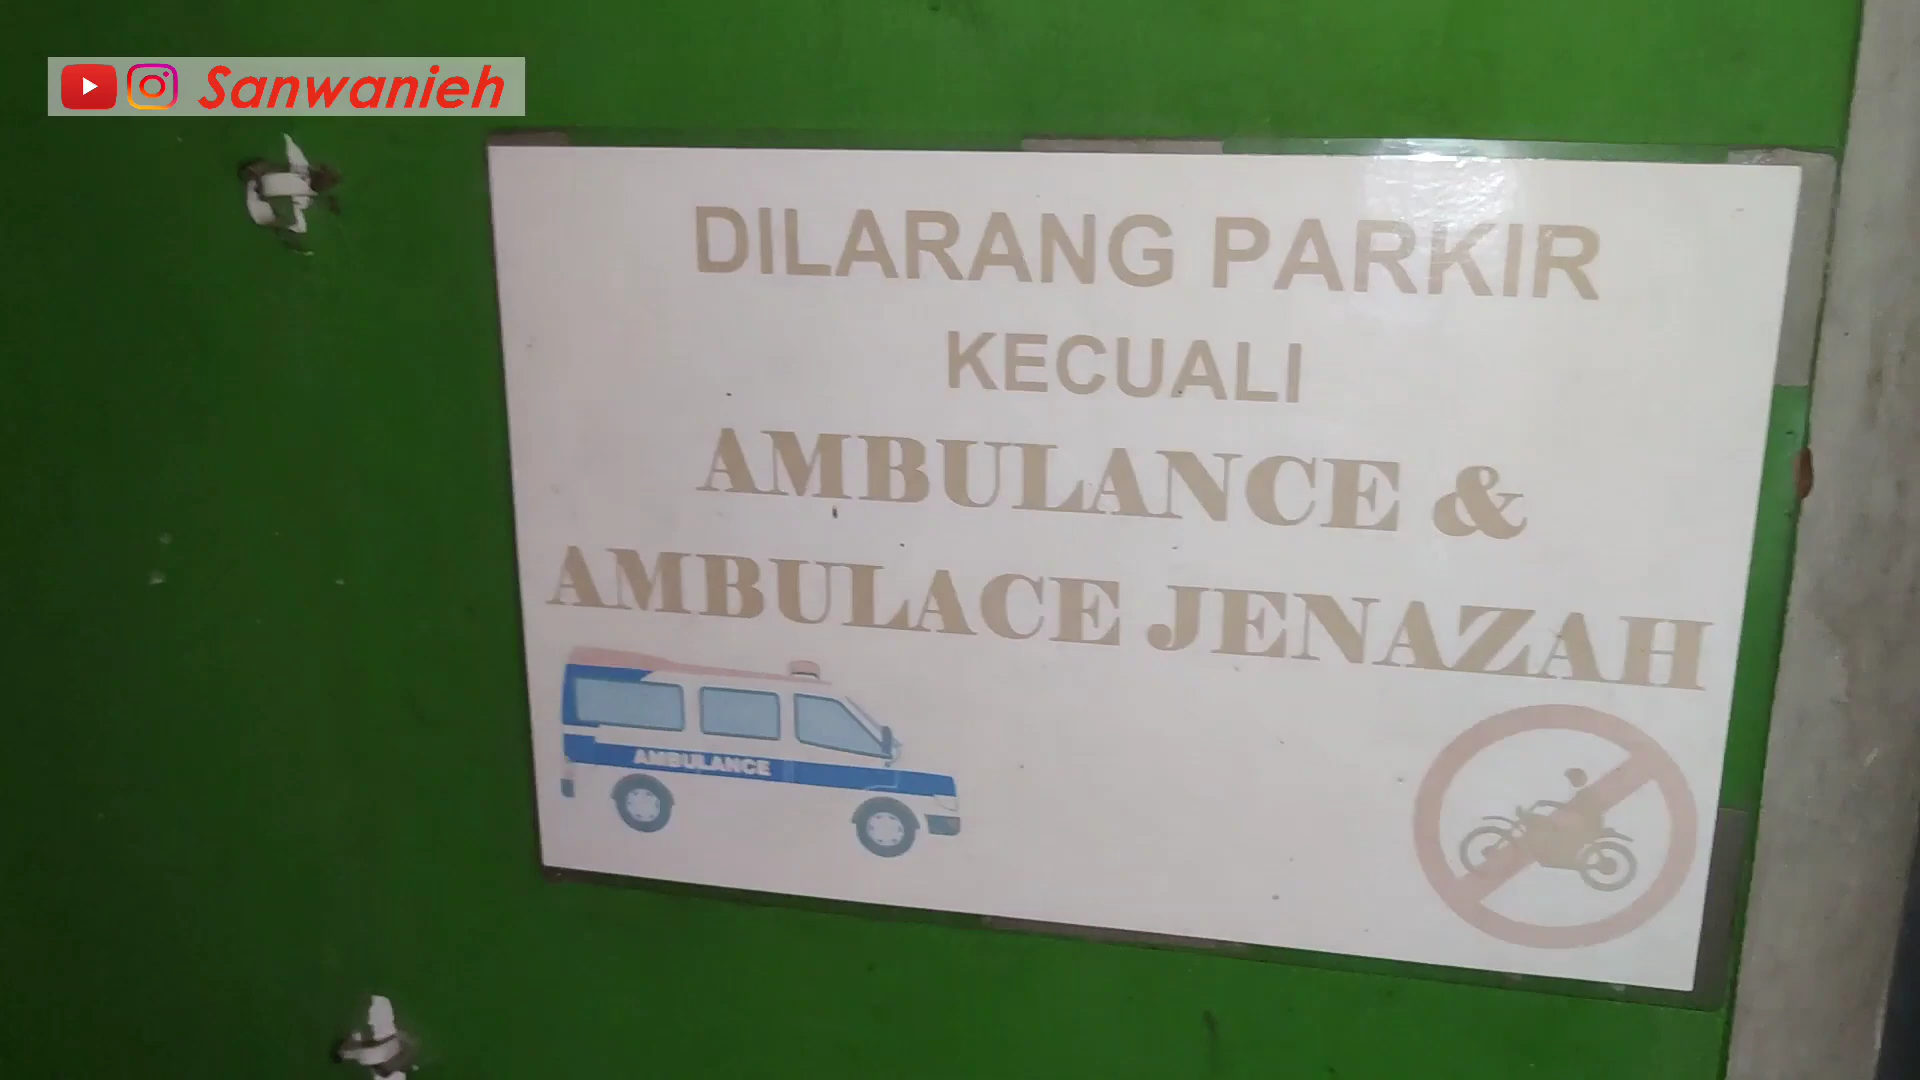 Sanwanieh
DILARANG PARKIR
KECUALI
AMBULANCE &
AMBULACE JENAZAH
AMBULANCE